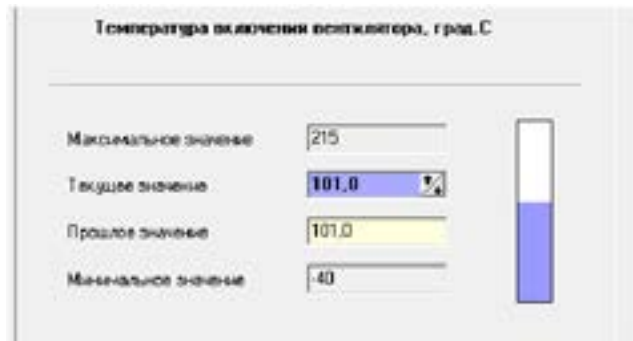 Температура включения вентилятора, град.С
Максимальное значение 215
Текущее значение 101,0
Прошлое значение 101,0
Минимальное значение -40